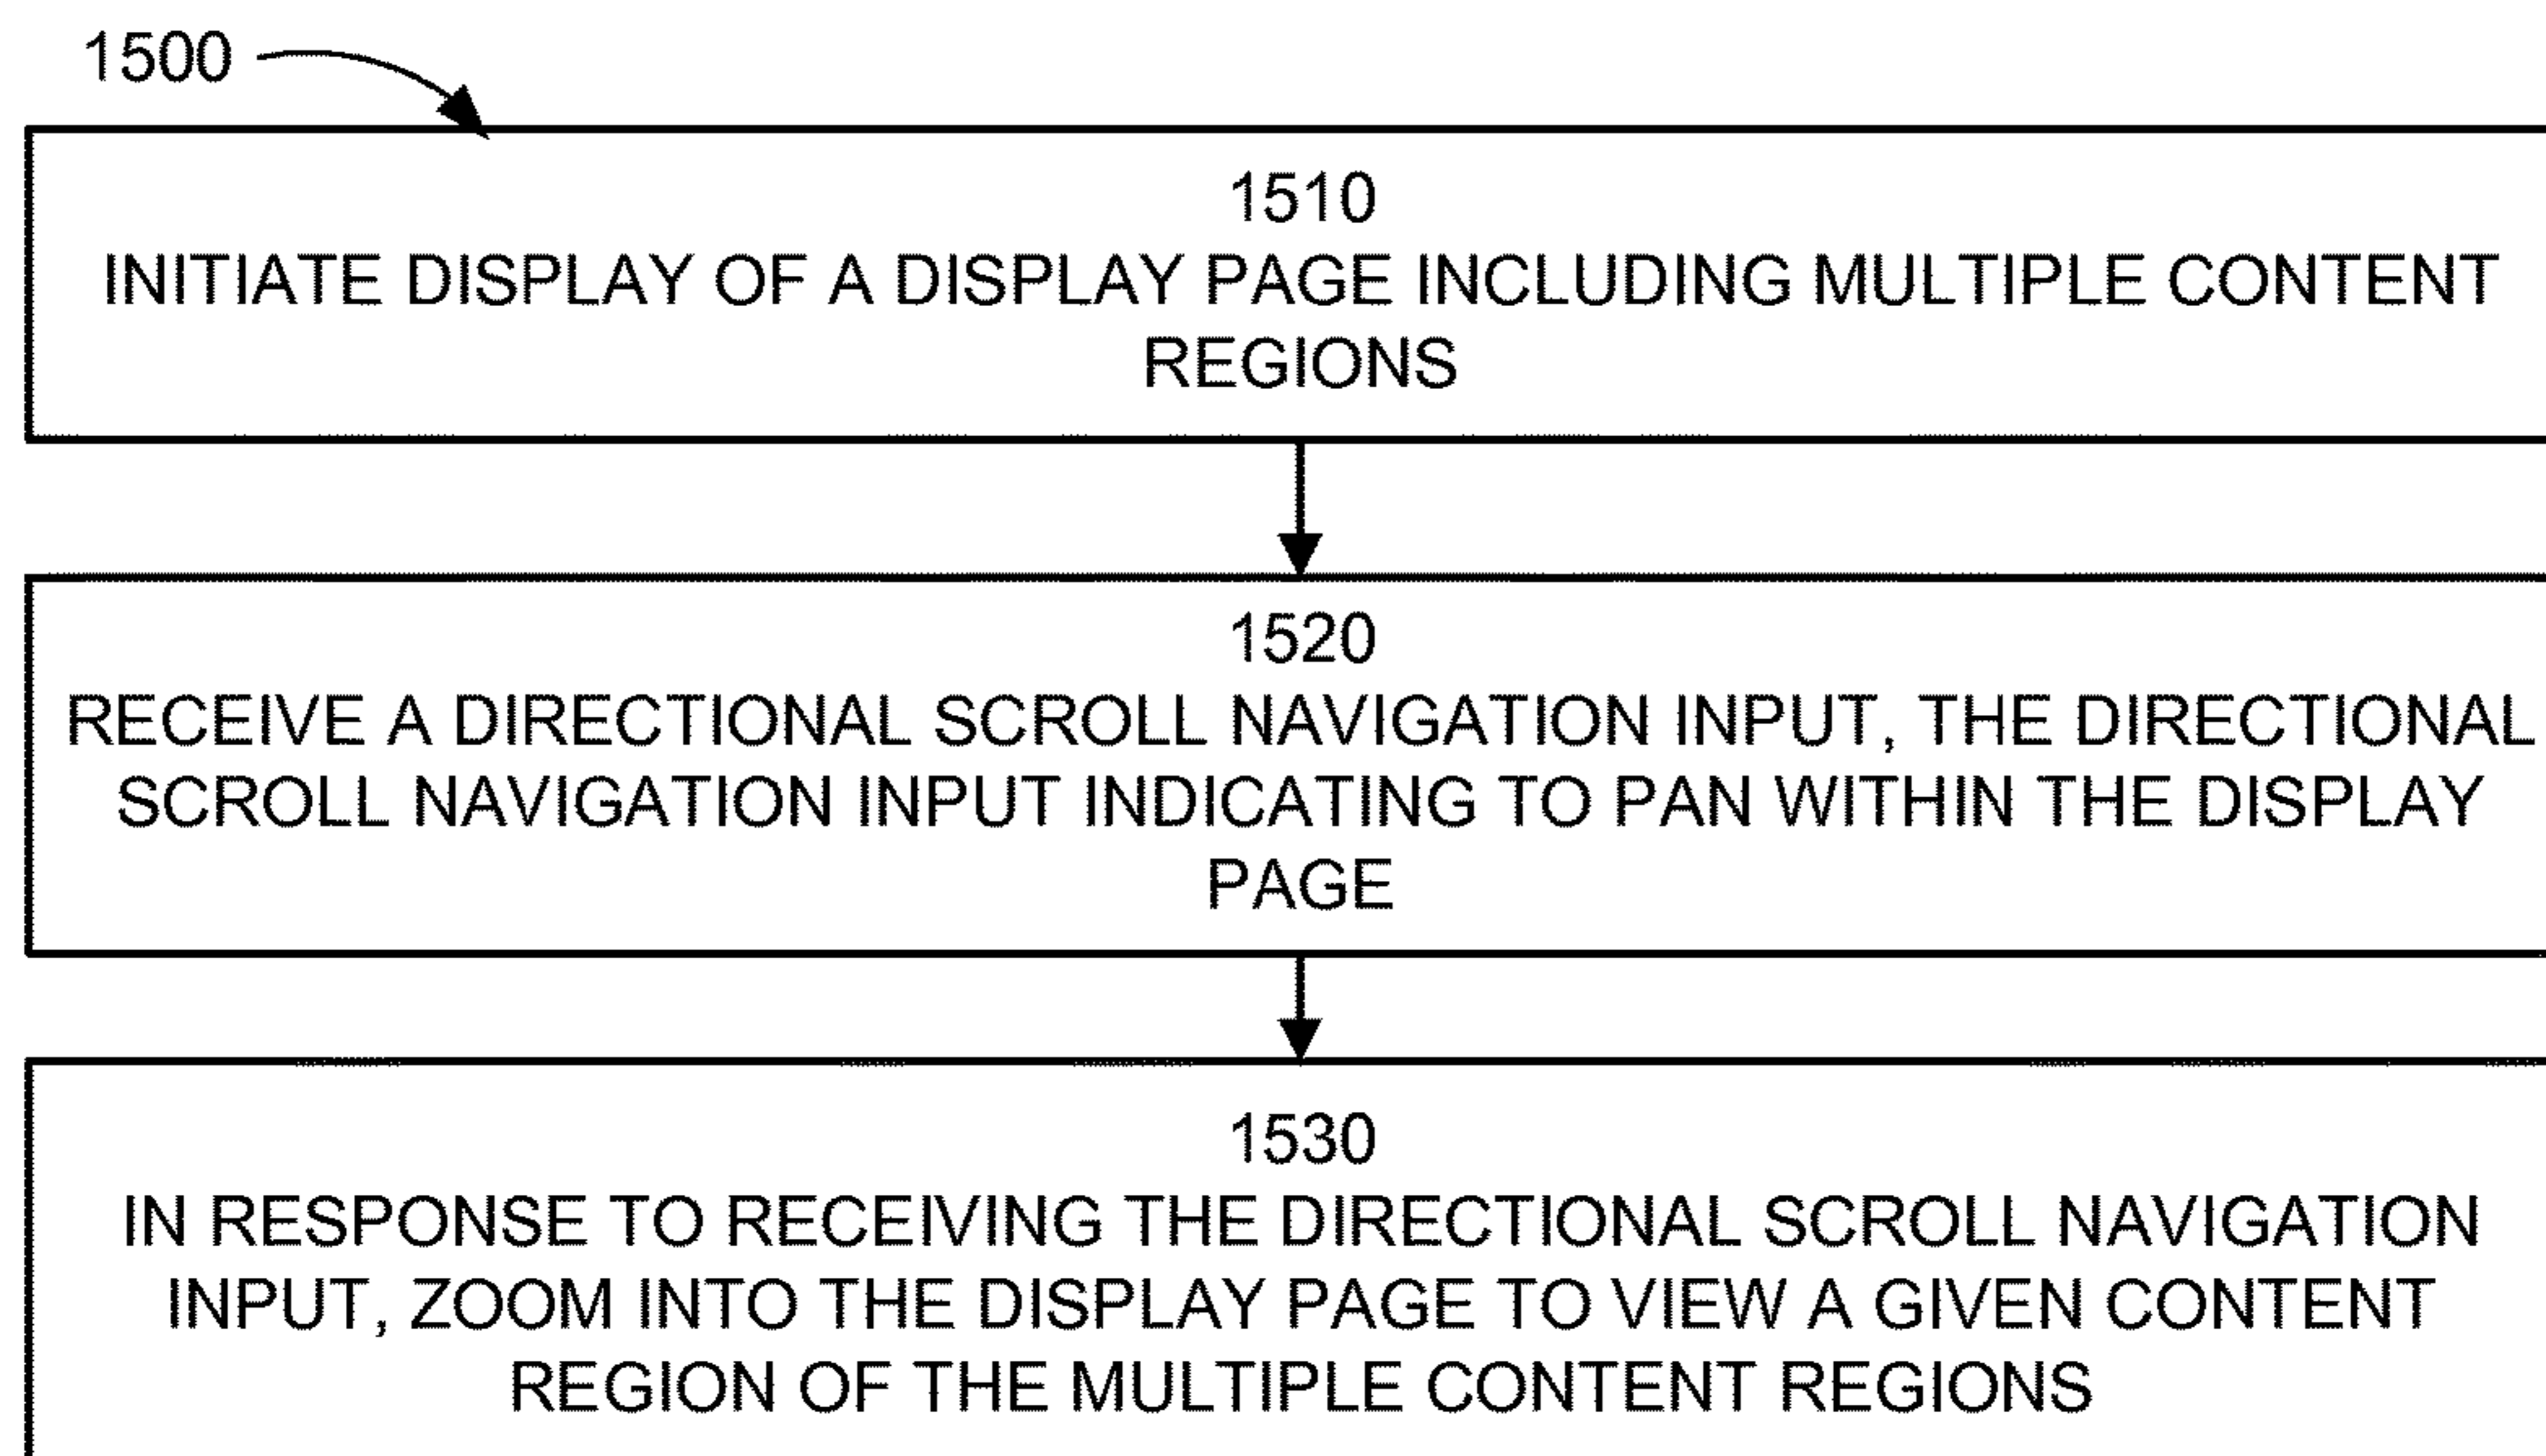 1500
1510
INITIATE DISPLAY OF A DISPLAY PAGE INCLUDING MULTIPLE CONTENT
REGIONS
1520
RECEIVE A DIRECTIONAL SCROLL NAVIGATION INPUT, THE DIRECTIONAL
SCROLL NAVIGATION INPUT INDICATING TO PAN WITHIN THE DISPLAY
PAGE
1530
IN RESPONSE TO RECEIVING THE DIRECTIONAL SCROLL NAVIGATION
INPUT, ZOOM INTO THE DISPLAY PAGE TO VIEW A GIVEN CONTENT
REGION OF THE MULTIPLE CONTENT REGIONS